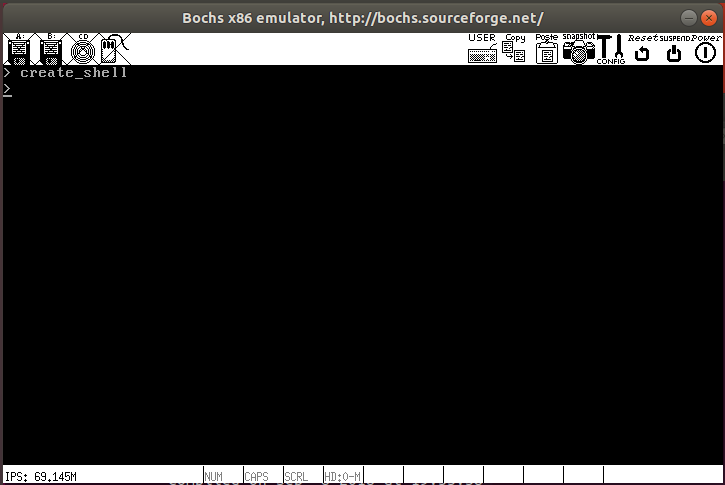 Bochs x86 emulator, http://bochs.sourceforge.net/
A: B: CD USER Copy Paste snapshot CONFIG Reset SUSPEND Power
> create_shell
>_
IPS: 69.145M NUM CAPS SCRL HD:0-M